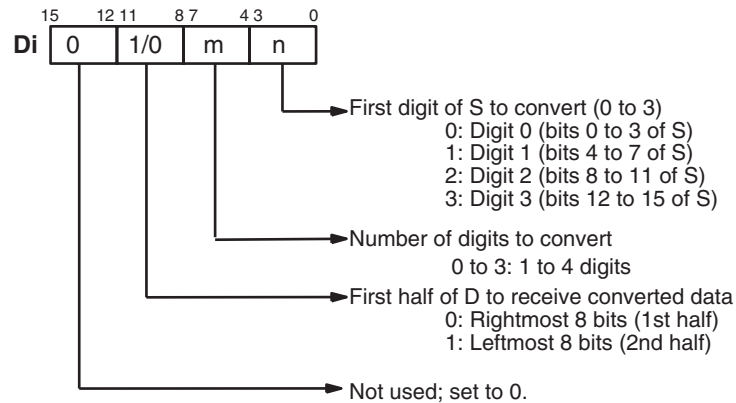 15 12 11 8 7 4 3 0
Di 0 1/0 m n
First digit of S to convert (0 to 3)
0: Digit 0 (bits 0 to 3 of S)
1: Digit 1 (bits 4 to 7 of S)
2: Digit 2 (bits 8 to 11 of S)
3: Digit 3 (bits 12 to 15 of S)
Number of digits to convert
0 to 3: 1 to 4 digits
First half of D to receive converted data
0: Rightmost 8 bits (1st half)
1: Leftmost 8 bits (2nd half)
Not used; set to 0.